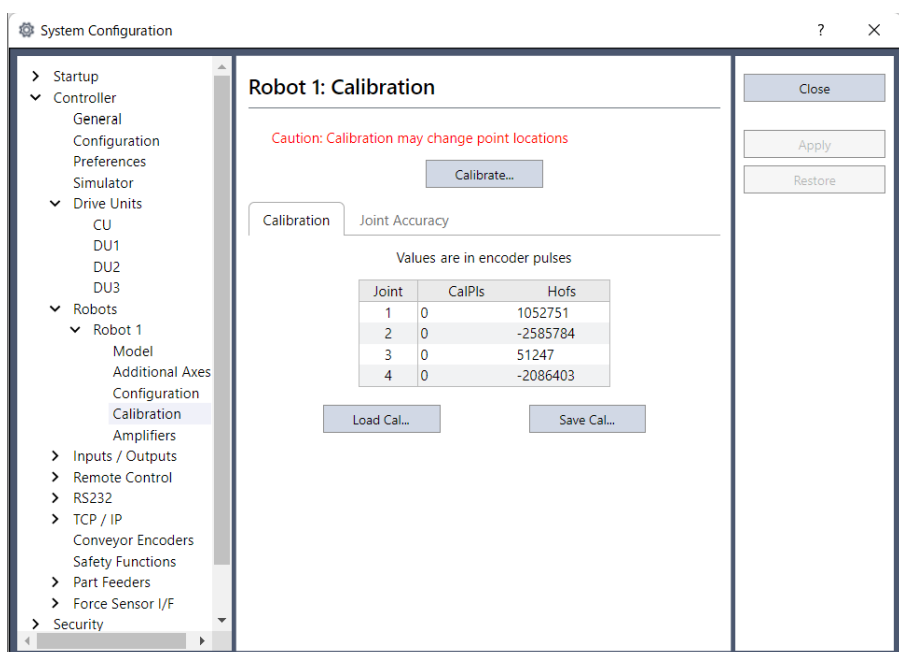 System Configuration
?
Startup
Controller
General
Configuration
Preferences
Simulator
Drive Units
CU
DU1
DU2
DU3
Robots
Robot 1
Model
Additional Axes
Configuration
Calibration
Amplifiers
Inputs / Outputs
Remote Control
RS232
TCP / IP
Conveyor Encoders
Safety Functions
Part Feeders
Force Sensor I/F
Security
Robot 1: Calibration
Caution: Calibration may change point locations
Calibrate...
Calibration Joint Accuracy
Values are in encoder pulses
Joint CalPls Hofs
1 0 1052751
2 0 -2585784
3 0 51247
4 0 -2086403
Load Cal... Save Cal...
Close
Apply
Restore